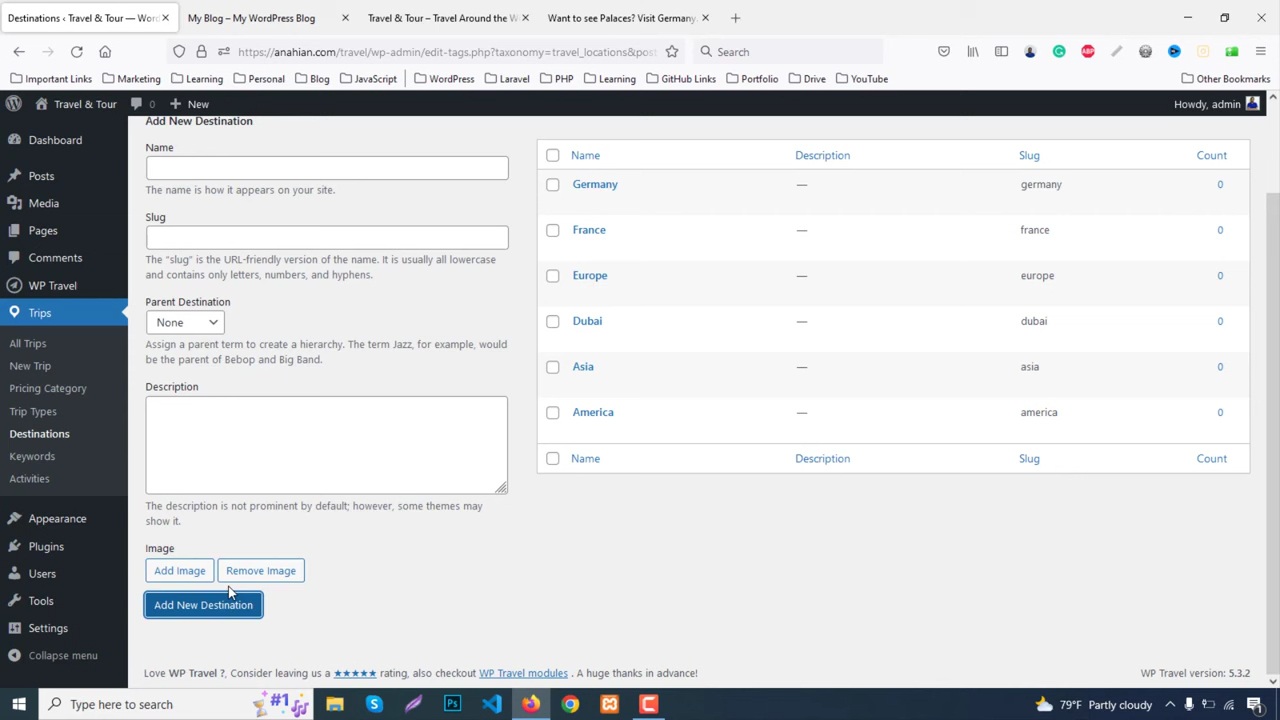 Destinations ‹ Travel & Tour — Wor
My Blog – My WordPress Blog
Travel & Tour – Travel Around the W
Want to see Palaces? Visit Germany.
https://anahian.com/travel/wp-admin/edit-tags.php?taxonomy=travel_locations&post
Search
Important Links
Marketing
Learning
Personal
Blog
JavaScript
WordPress
Laravel
PHP
Learning
GitHub Links
Portfolio
Drive
YouTube
Other Bookmarks
Travel & Tour
0
New
Howdy, admin
Dashboard
Posts
Media
Pages
Comments
WP Travel
Trips
All Trips
New Trip
Pricing Category
Trip Types
Destinations
Keywords
Activities
Appearance
Plugins
Users
Tools
Settings
Collapse menu
Add New Destination
Name
The name is how it appears on your site.
Slug
The “slug” is the URL-friendly version of the name. It is usually all lowercase
and contains only letters, numbers, and hyphens.
Parent Destination
None
Assign a parent term to create a hierarchy. The term Jazz, for example, would
be the parent of Bebop and Big Band.
Description
The description is not prominent by default; however, some themes may
show it.
Image
Add Image
Remove Image
Add New Destination
Name Description Slug Count
Germany — germany 0
France — france 0
Europe — europe 0
Dubai — dubai 0
Asia — asia 0
America — america 0
Name Description Slug Count
Love WP Travel ?, Consider leaving us a ★★★★★ rating, also checkout WP Travel modules . A huge thanks in advance!
WP Travel version: 5.3.2
Type here to search
#1
79°F Partly cloudy